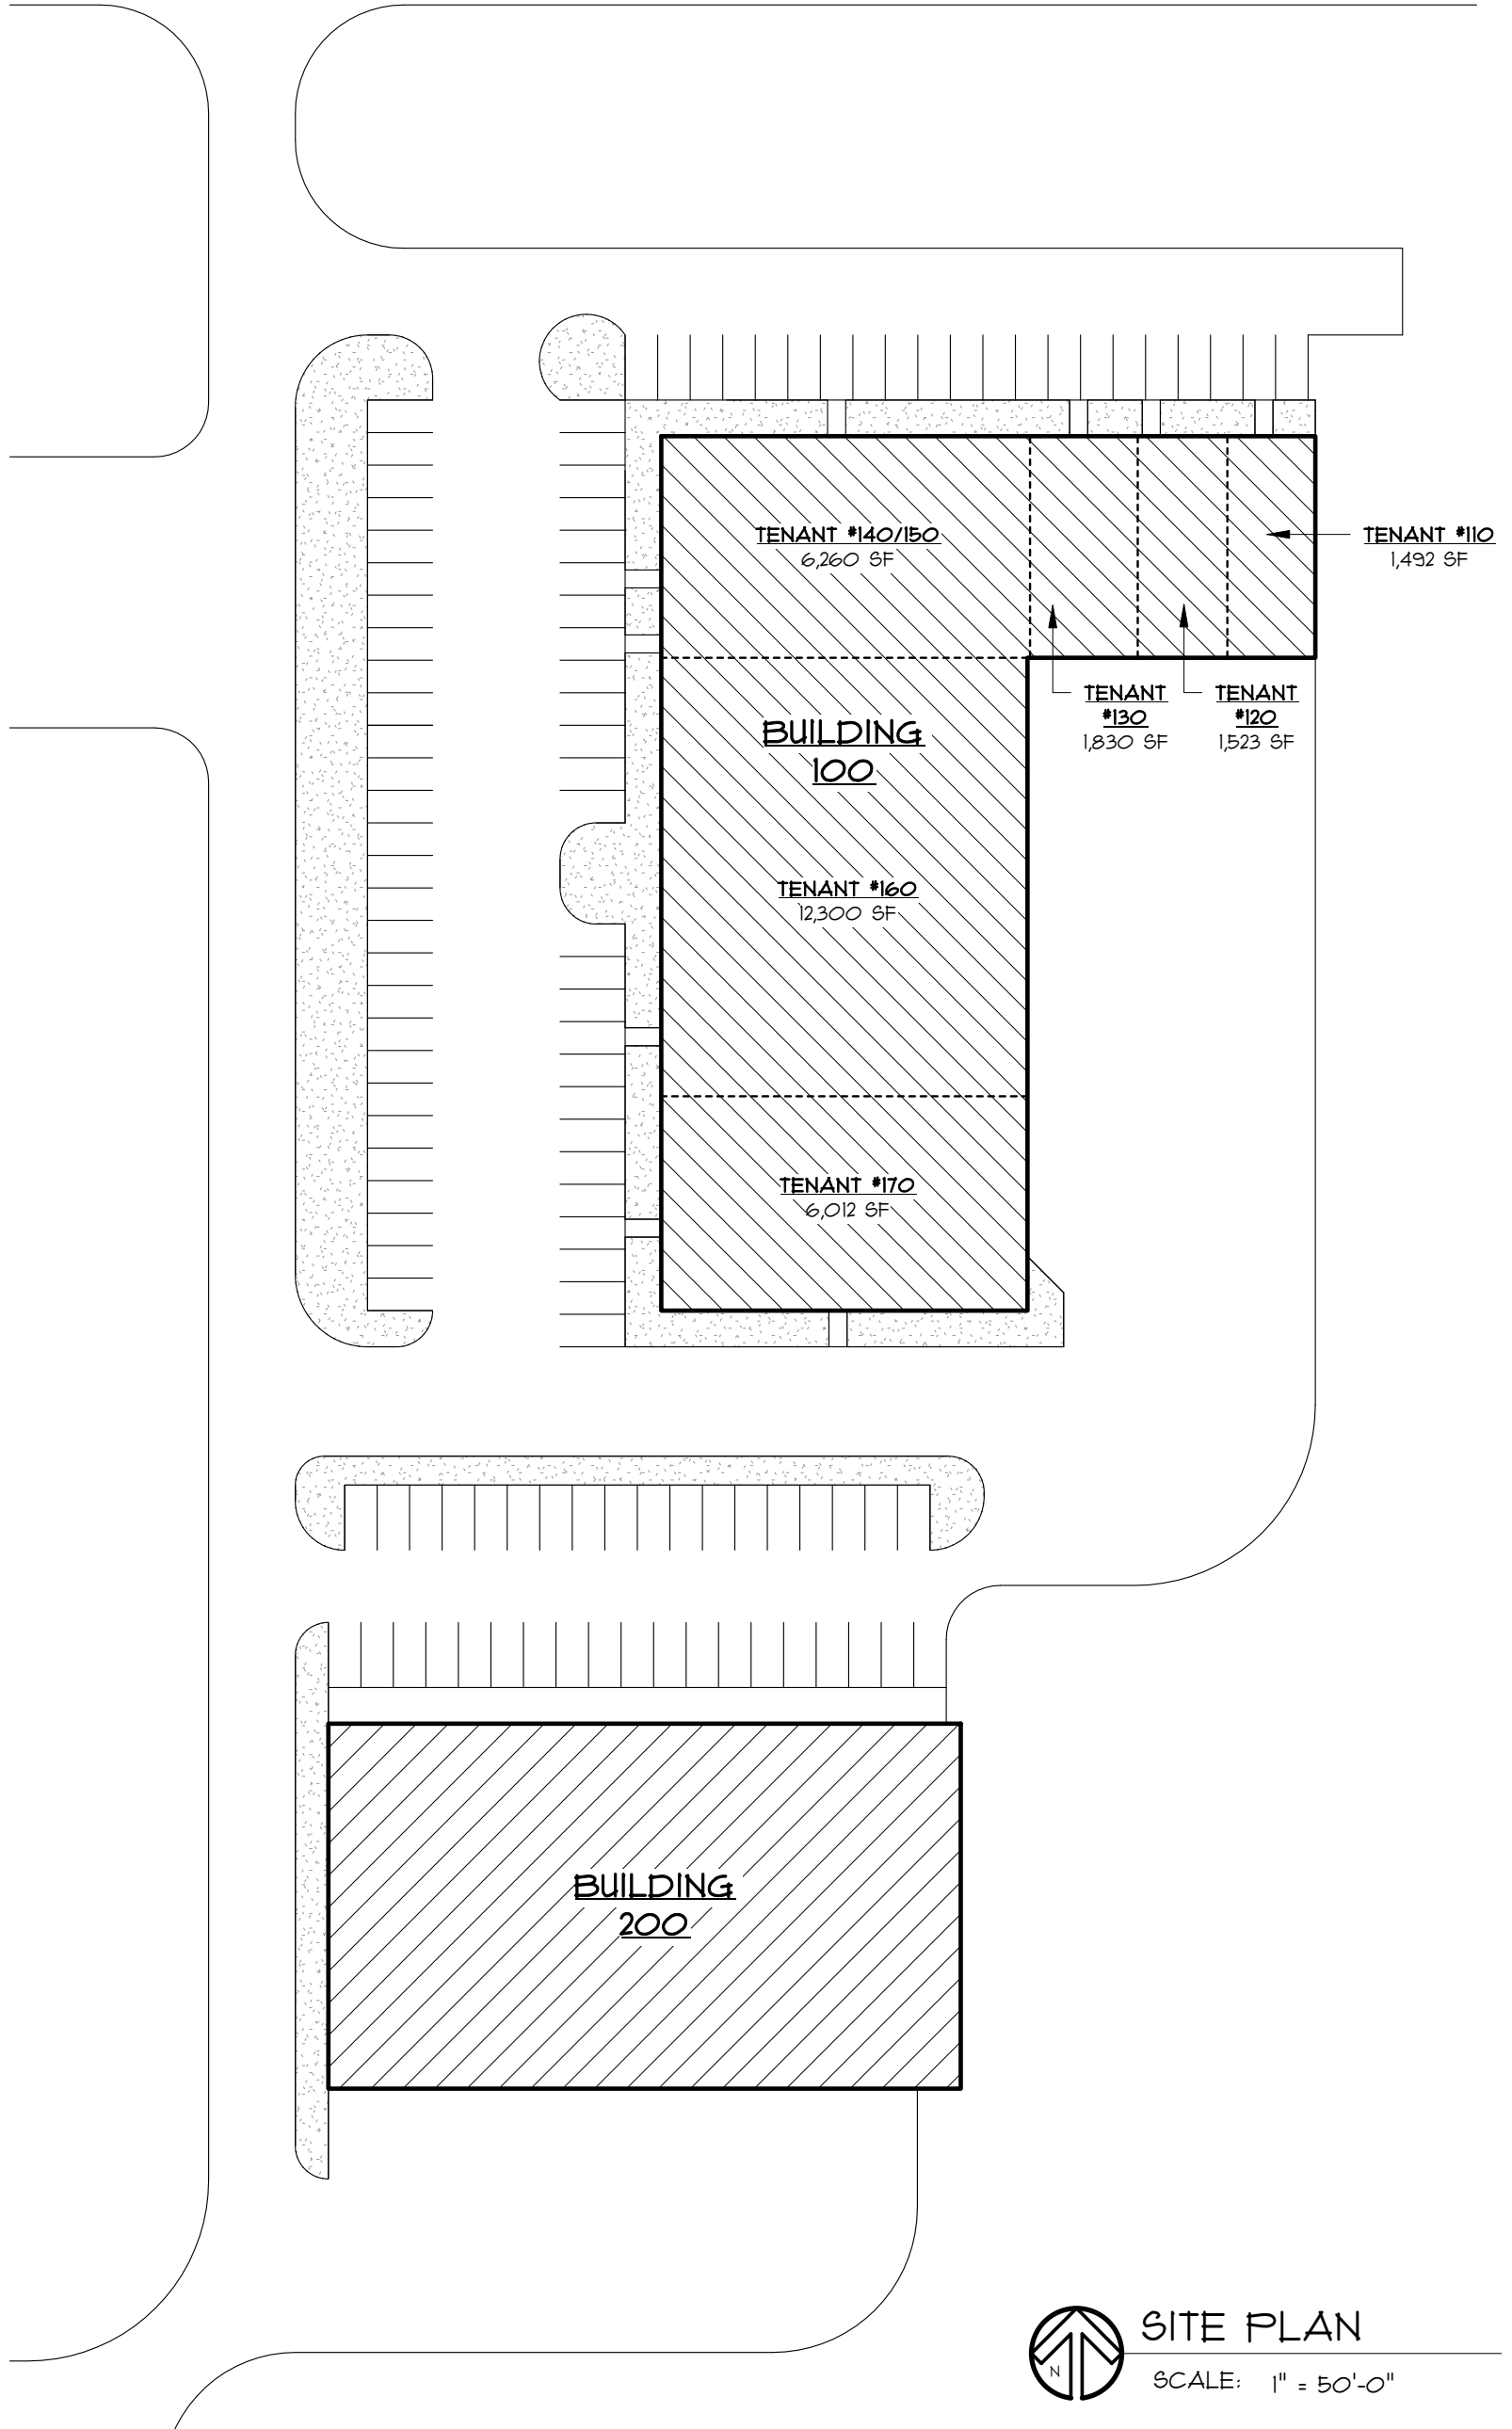 TENANT #140/150
6,260 SF
TENANT #110
1,492 SF
TENANT
#130
1,830 SF
TENANT
#120
1,523 SF
BUILDING
100
TENANT #160
12,300 SF
TENANT #170
6,012 SF
BUILDING
200
N
SITE PLAN
SCALE: 1" = 50'-0"